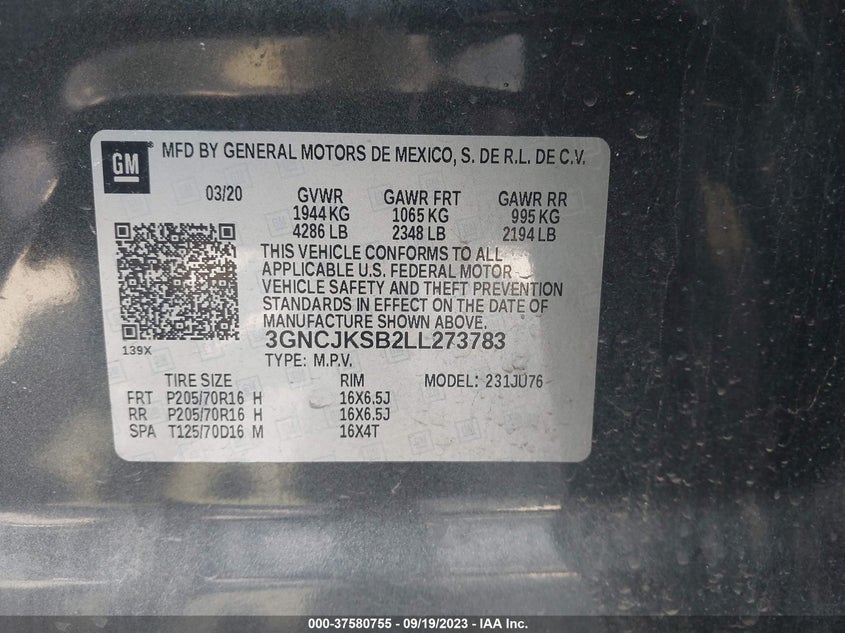 GM
MFD BY GENERAL MOTORS DE MEXICO, S. DE R.L. DE C.V.
03/20 GVWR GAWR FRT GAWR RR
1944 KG 1065 KG 995 KG
4286 LB 2348 LB 2194 LB
THIS VEHICLE CONFORMS TO ALL
APPLICABLE U.S. FEDERAL MOTOR
VEHICLE SAFETY AND THEFT PREVENTION
STANDARDS IN EFFECT ON THE DATE OF
MANUFACTURE SHOWN ABOVE.
3GNCJKSB2LL273783
139X
TYPE: M.P.V.
TIRE SIZE RIM MODEL: 231JU76
FRT P205/70R16 H 16X6.5J
RR P205/70R16 H 16X6.5J
SPA T125/70D16 M 16X4T
000-37580755 - 09/19/2023 - IAA Inc.